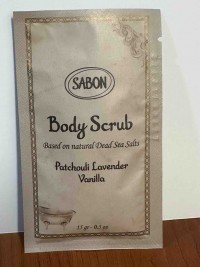 SABON
Body Scrub
Based on natural Dead Sea Salts
Patchouli Lavender
Vanilla